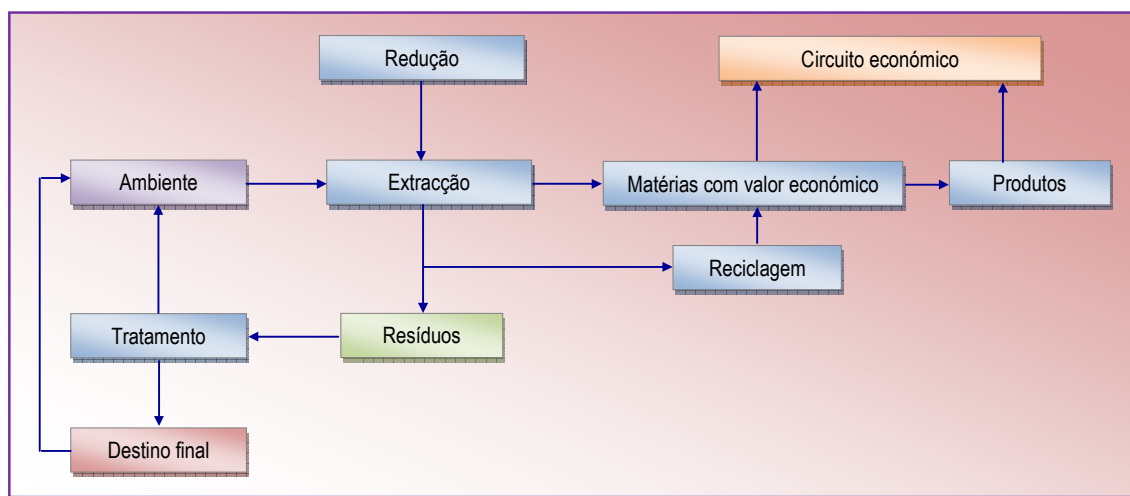 Redução
Circuito económico
Ambiente
Extracção
Matérias com valor económico
Produtos
Reciclagem
Tratamento
Resíduos
Destino final